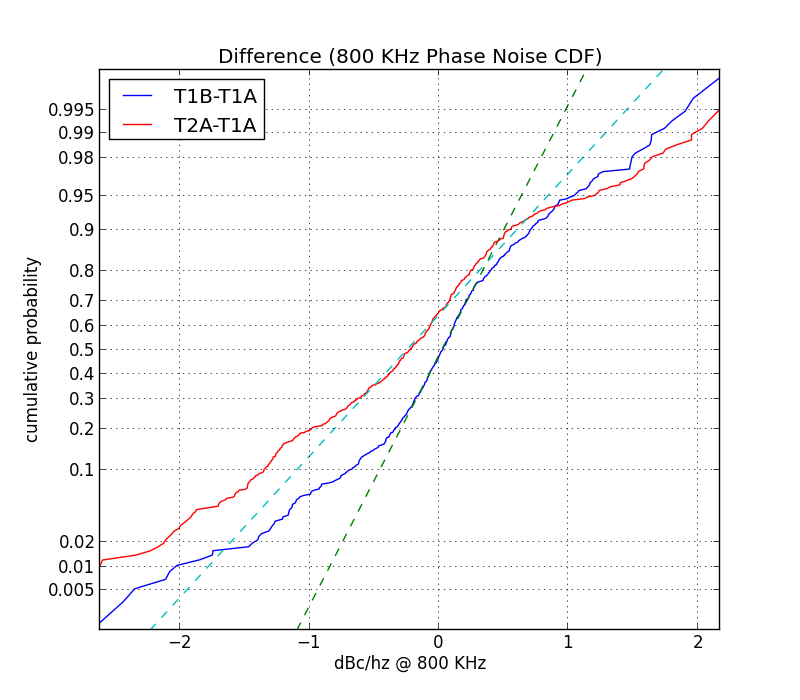 Difference (800 KHz Phase Noise CDF)
T1B-T1A
T2A-T1A
0.995
0.99
0.98
0.95
0.9
0.8
0.7
0.6
0.5
0.4
0.3
0.2
0.1
0.02
0.01
0.005
cumulative probability
−2 −1 0 1 2
dBc/hz @ 800 KHz